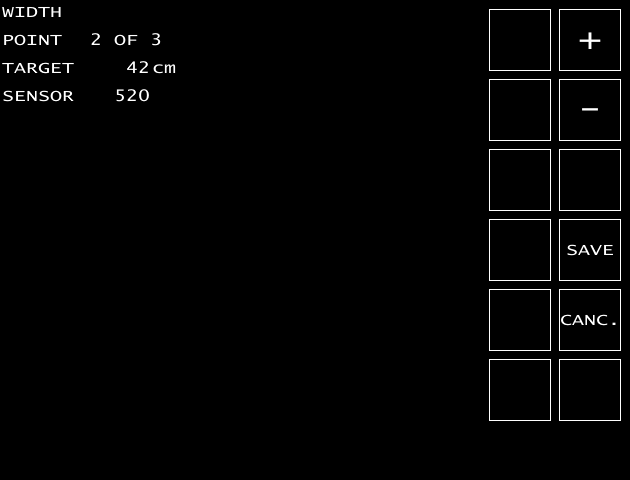 WIDTH
POINT 2 OF 3
TARGET 42cm
SENSOR 520
+
-
SAVE
CANC.